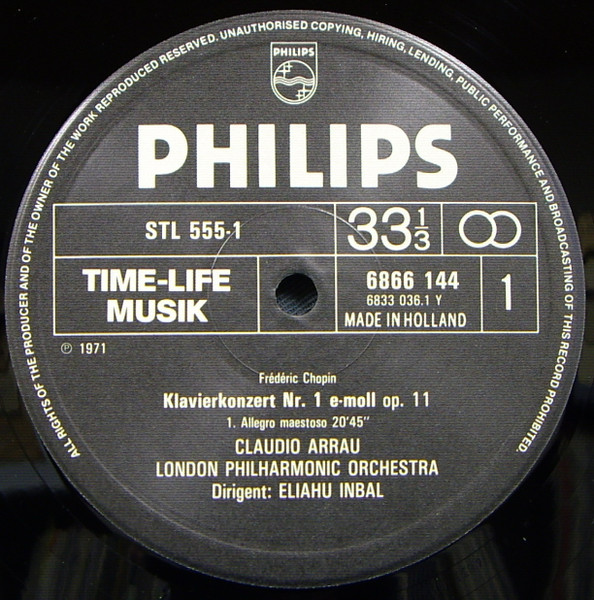 ALL RIGHTS OF THE PRODUCER AND OF THE OWNER OF THE WORK REPRODUCED RESERVED. UNAUTHORISED COPYING, HIRING, LENDING, PUBLIC PERFORMANCE AND BROADCASTING OF THIS RECORD PROHIBITED.
PHILIPS
PHILIPS
STL 555-1
33 1/3
TIME-LIFE
MUSIK
6866 144
6833 036.1 Y
MADE IN HOLLAND
1
℗ 1971
Frédéric Chopin
Klavierkonzert Nr. 1 e-moll op. 11
1. Allegro maestoso 20'45"
CLAUDIO ARRAU
LONDON PHILHARMONIC ORCHESTRA
Dirigent: ELIAHU INBAL